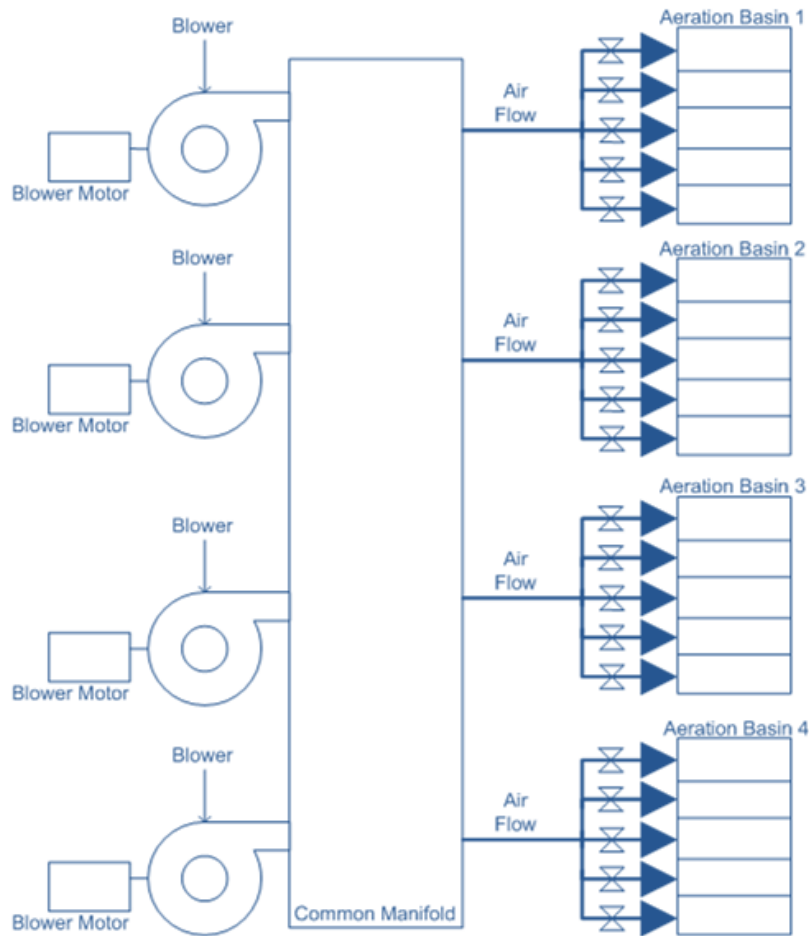 Aeration Basin 1
Blower
Air
Flow
Blower Motor
Aeration Basin 2
Blower
Air
Flow
Blower Motor
Aeration Basin 3
Blower
Air
Flow
Blower Motor
Aeration Basin 4
Blower
Air
Flow
Blower Motor
Common Manifold